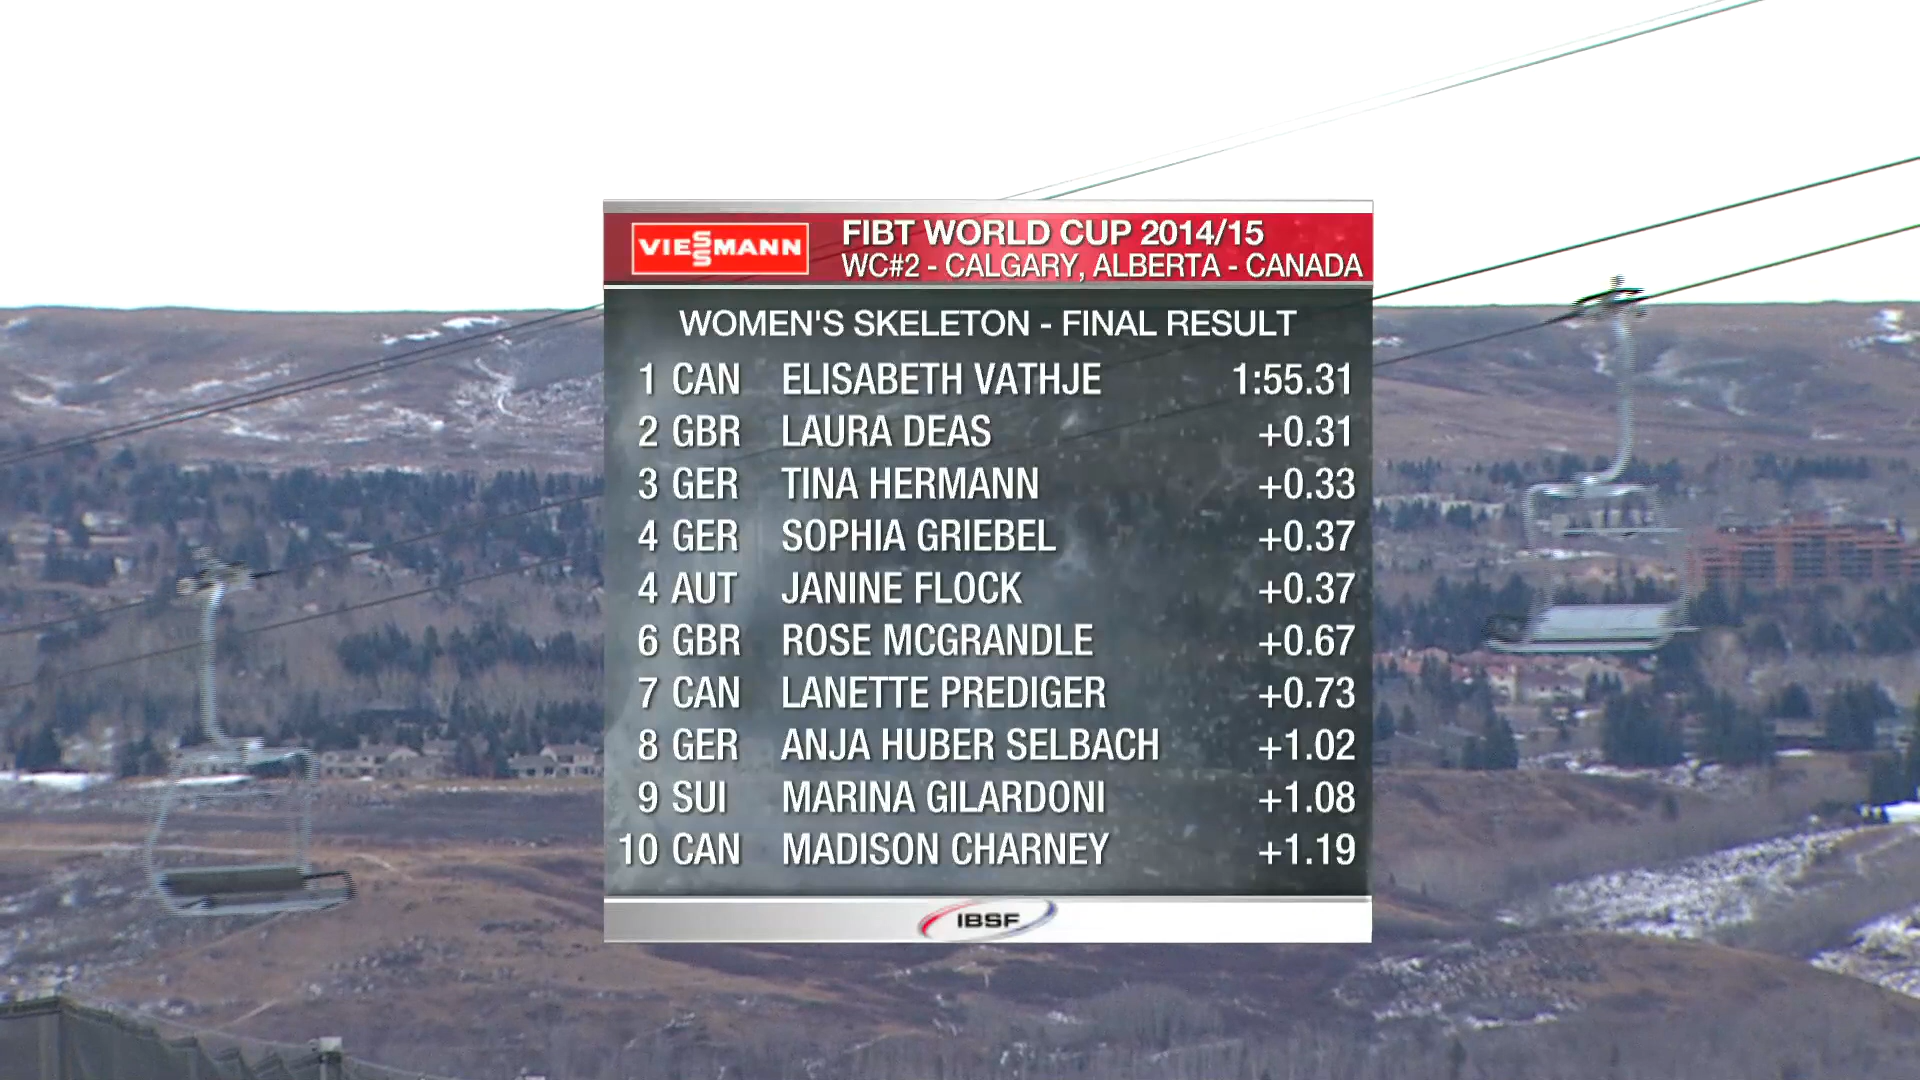 VIESSMANN
FIBT WORLD CUP 2014/15
WC#2 - CALGARY, ALBERTA - CANADA
WOMEN'S SKELETON - FINAL RESULT
1 CAN ELISABETH VATHJE 1:55.31
2 GBR LAURA DEAS +0.31
3 GER TINA HERMANN +0.33
4 GER SOPHIA GRIEBEL +0.37
4 AUT JANINE FLOCK +0.37
6 GBR ROSE MCGRANDLE +0.67
7 CAN LANETTE PREDIGER +0.73
8 GER ANJA HUBER SELBACH +1.02
9 SUI MARINA GILARDONI +1.08
10 CAN MADISON CHARNEY +1.19
IBSF